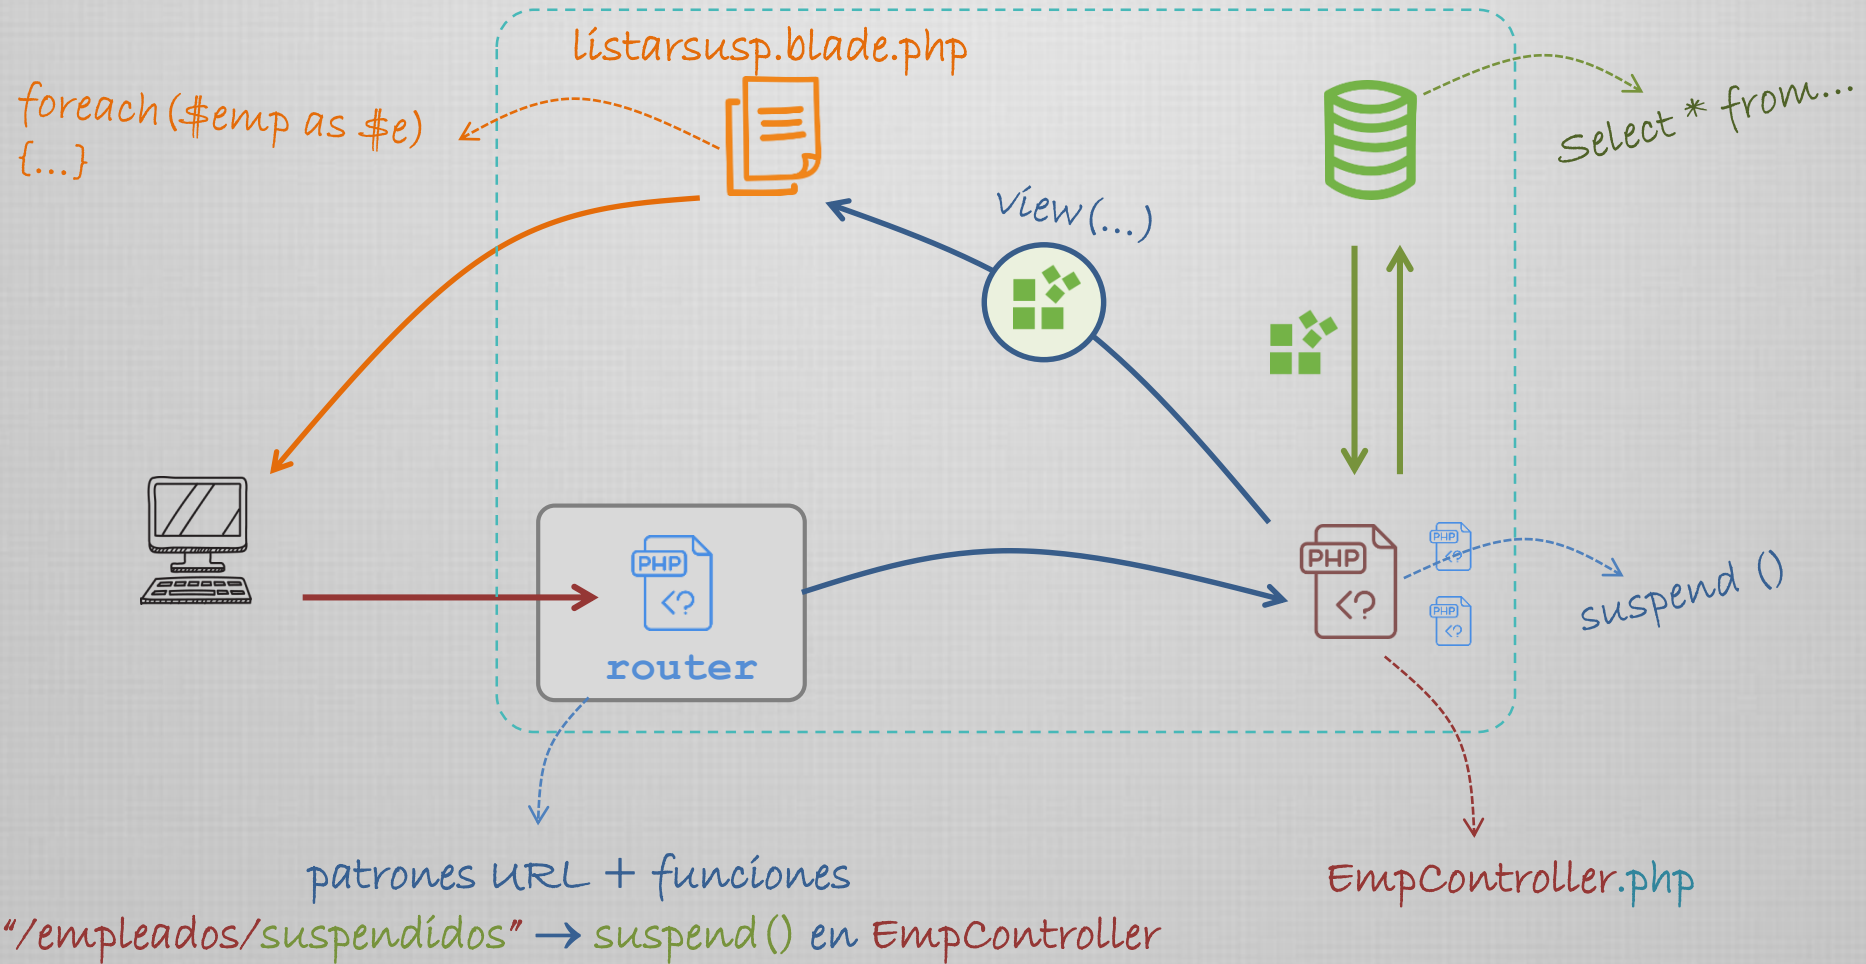 listarsusp.blade.php
foreach($emp as $e)
{...}
Select * from...
view(...)
PHP
<?
router
PHP
<?
PHP
<?
PHP
<?
suspend ()
patrones URL + funciones
EmpController.php
"/empleados/suspendidos" → suspend() en EmpController